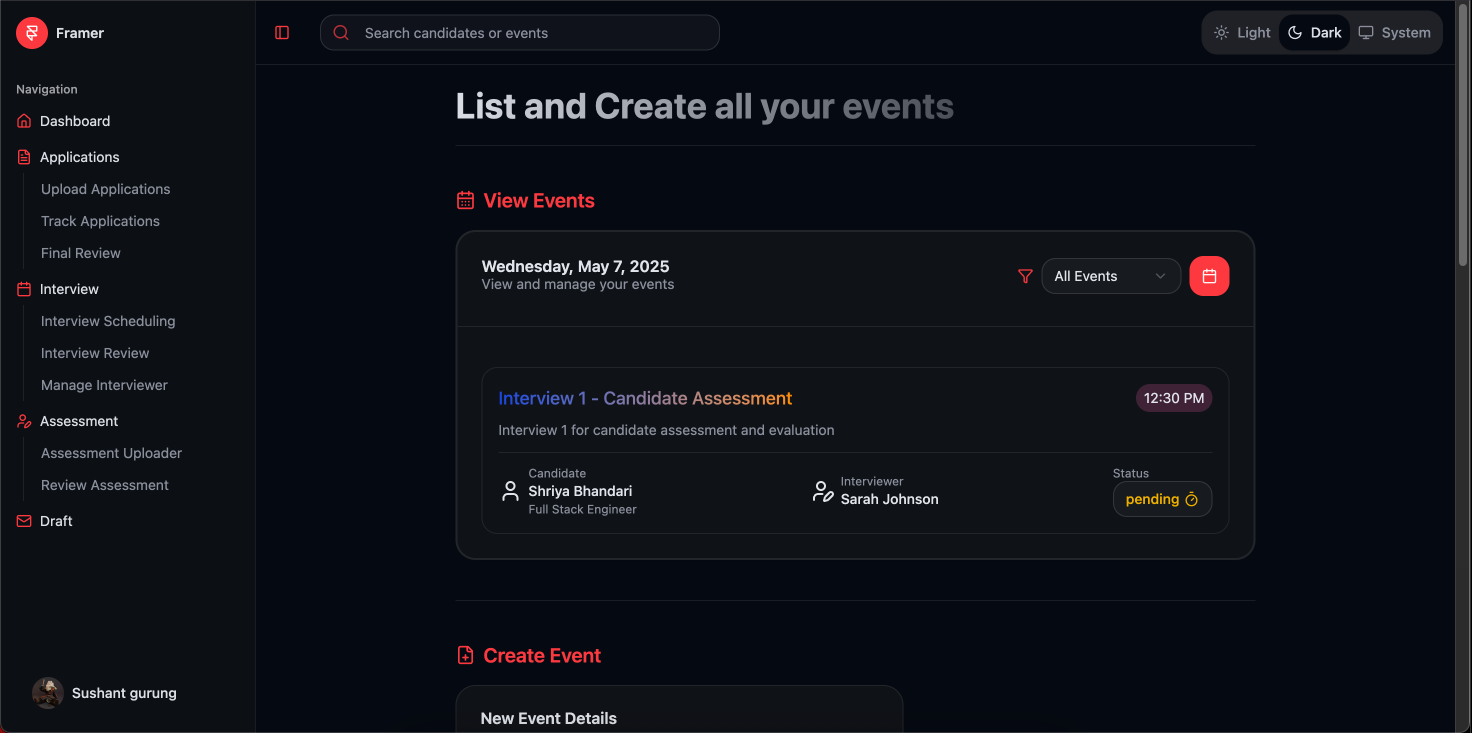 Framer
Search candidates or events
Light Dark System
Navigation
Dashboard
Applications
Upload Applications
Track Applications
Final Review
Interview
Interview Scheduling
Interview Review
Manage Interviewer
Assessment
Assessment Uploader
Review Assessment
Draft
Sushant gurung
List and Create all your events
View Events
Wednesday, May 7, 2025
View and manage your events
All Events
Interview 1 - Candidate Assessment
12:30 PM
Interview 1 for candidate assessment and evaluation
Candidate
Shriya Bhandari
Full Stack Engineer
Interviewer
Sarah Johnson
Status
pending
Create Event
New Event Details